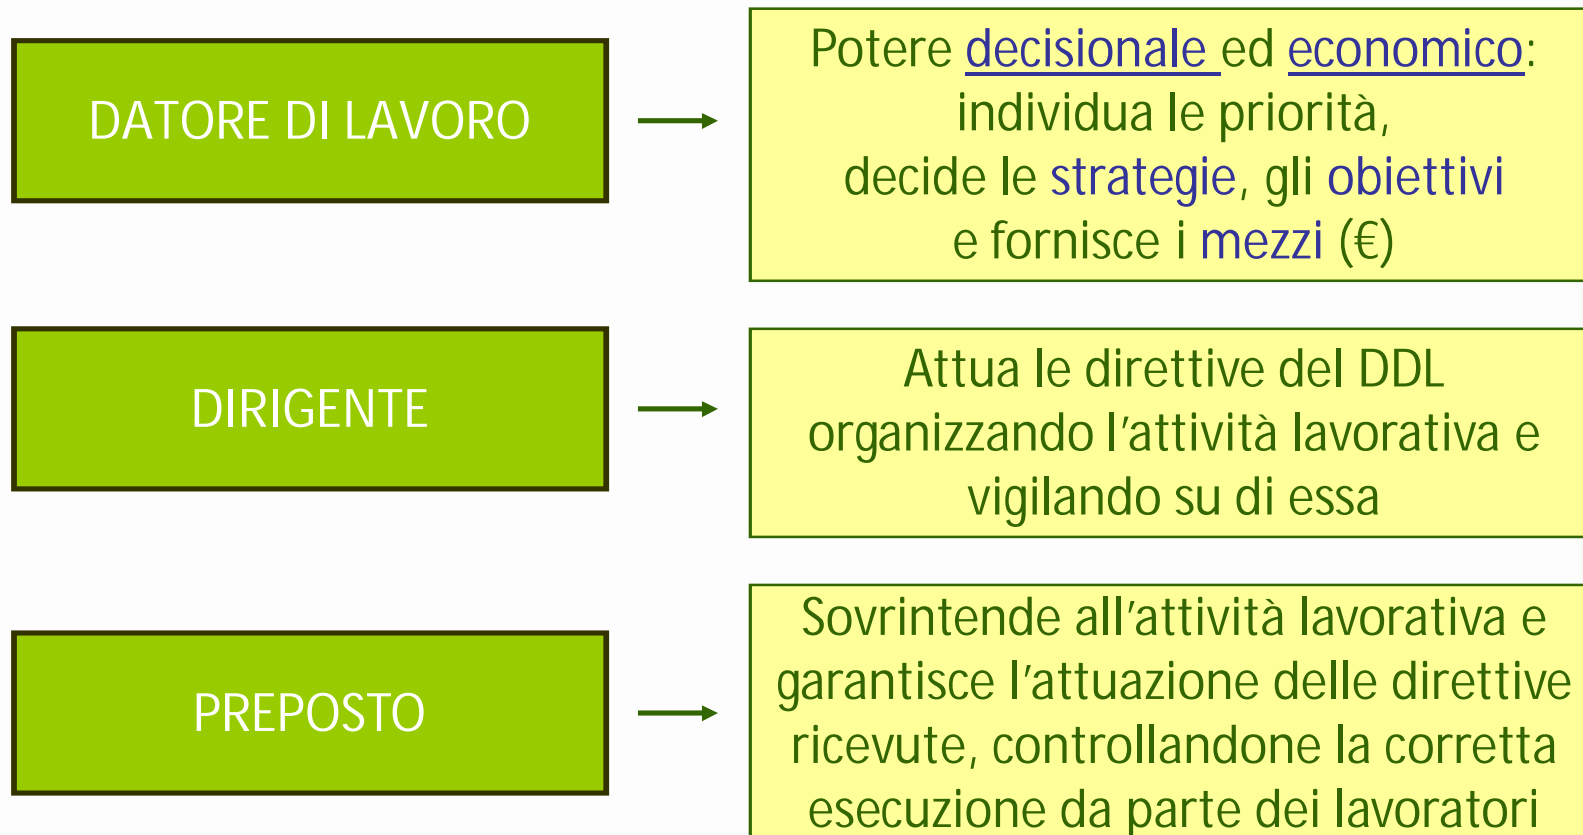 DATORE DI LAVORO
Potere decisionale ed economico:
individua le priorità,
decide le strategie, gli obiettivi
e fornisce i mezzi (€)
DIRIGENTE
Attua le direttive del DDL
organizzando l'attività lavorativa e
vigilando su di essa
PREPOSTO
Sovrintende all'attività lavorativa e
garantisce l'attuazione delle direttive
ricevute, controllandone la corretta
esecuzione da parte dei lavoratori